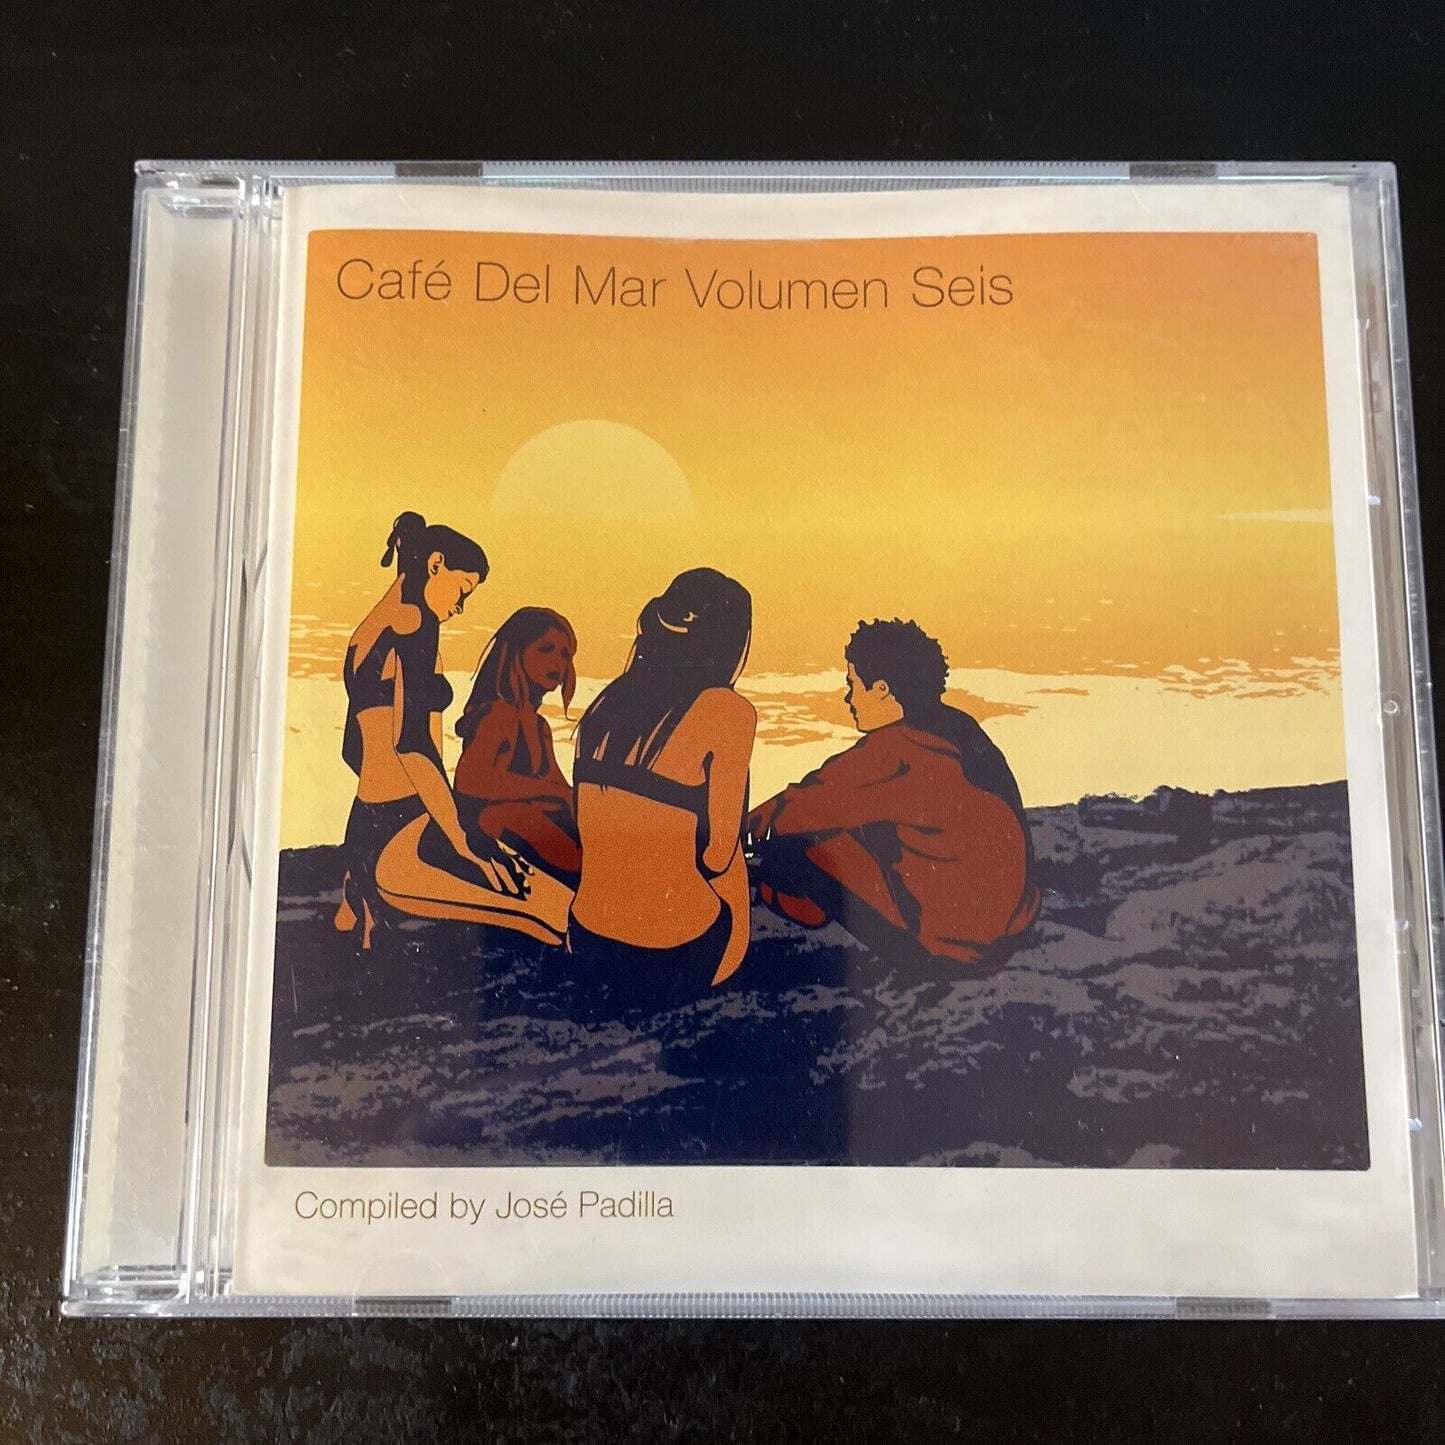 Café Del Mar Volumen Seis
Compiled by José Padilla